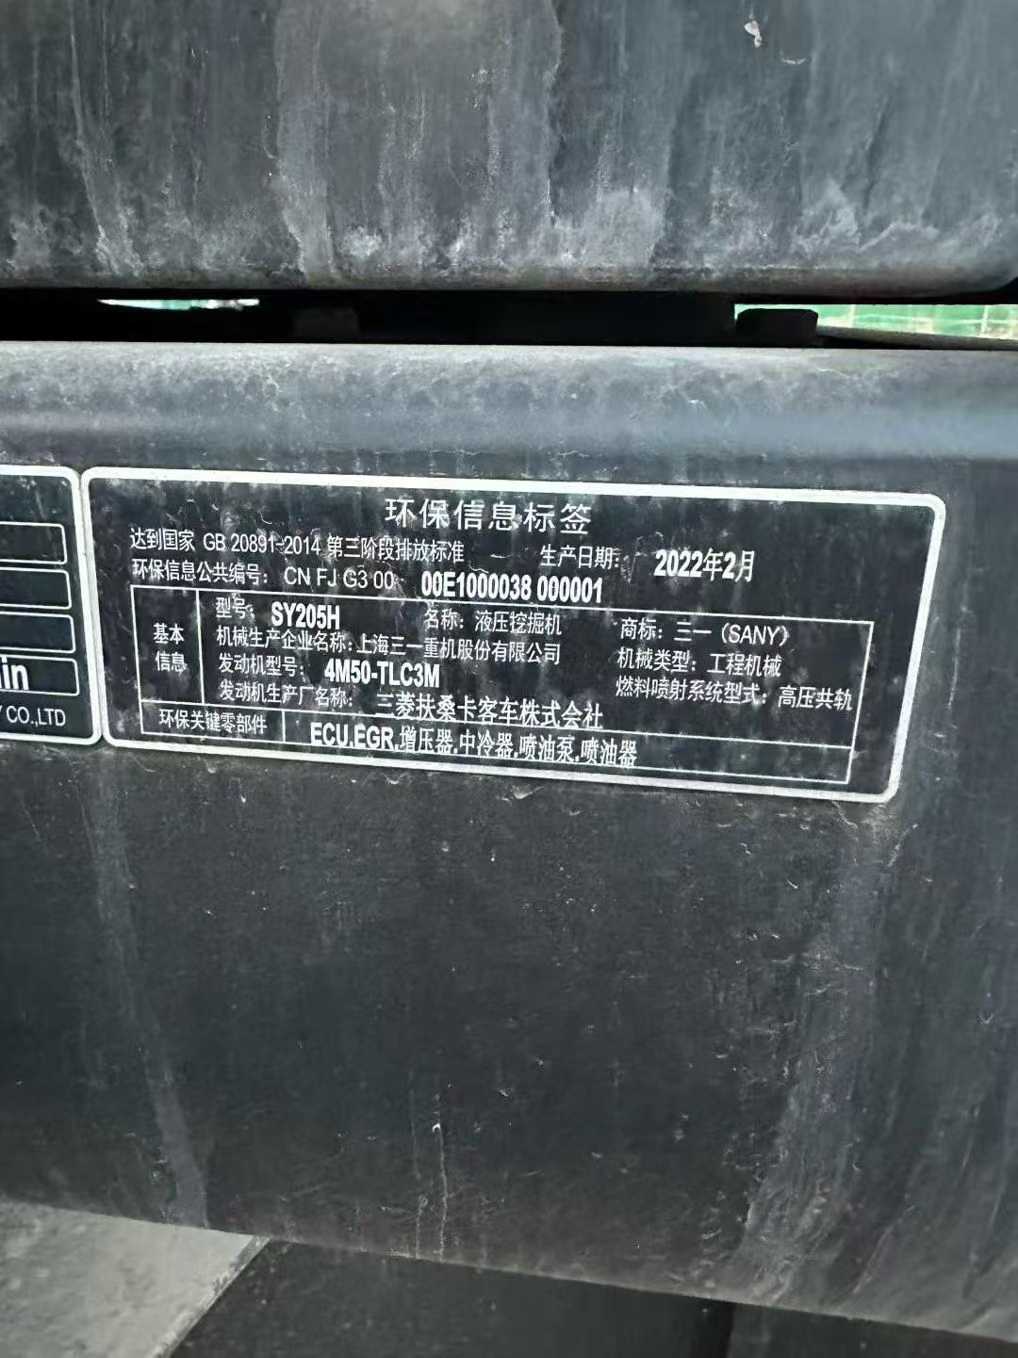 in
Y CO.,LTD
环保信息标签
达到国家 GB 20891-2014 第三阶段排放标准 生产日期: 2022年2月
环保信息公共编号: CN FJ G3 00 00E1000038 000001
基本信息
型号: SY205H 名称: 液压挖掘机 商标: 三一 (SANY)
机械生产企业名称: 上海三一重机股份有限公司 机械类型: 工程机械
发动机型号: 4M50-TLC3M 燃料喷射系统型式: 高压共轨
发动机生产厂名称: 三菱扶桑卡客车株式会社
环保关键零部件 ECU.EGR.增压器.中冷器.喷油泵.喷油器